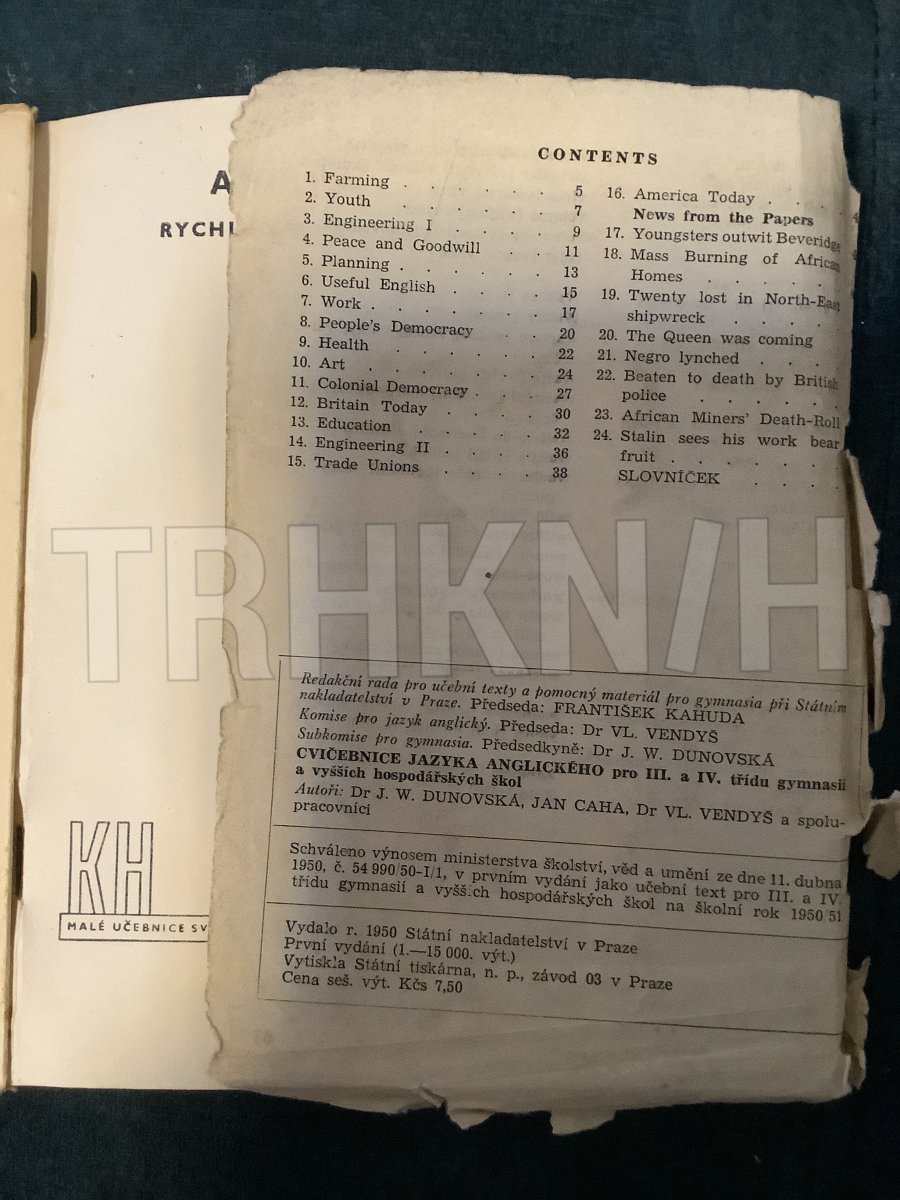 A
RYCHL
KH
MALÉ UČEBNICE SV
CONTENTS
1. Farming . . . . . . 5
2. Youth . . . . . . 7
3. Engineering I . . . . . 9
4. Peace and Goodwill . . 11
5. Planning . . . . . . 13
6. Useful English . . . . 15
7. Work . . . . . . . 17
8. People's Democracy . . 20
9. Health . . . . . . 22
10. Art . . . . . . . 24
11. Colonial Democracy . . . 27
12. Britain Today . . . . 30
13. Education . . . . . 32
14. Engineering II . . . . 36
15. Trade Unions . . . . 38
16. America Today . . . 4
News from the Papers
17. Youngsters outwit Beveridge 4
18. Mass Burning of African
Homes . . . . . .
19. Twenty lost in North-East
shipwreck . . . . .
20. The Queen was coming
21. Negro lynched . . . .
22. Beaten to death by British
police . . . . . .
23. African Miners' Death-Roll
24. Stalin sees his work bear
fruit . . . . . . .
SLOVNÍČEK . . . .
Redakční rada pro učební texty a pomocný materiál pro gymnasia při Státním
nakladatelství v Praze. Předseda: FRANTIŠEK KAHUDA
Komise pro jazyk anglický. Předseda: Dr VL. VENDYŠ
Subkomise pro gymnasia. Předsedkyně: Dr J. W. DUNOVSKÁ
CVIČEBNICE JAZYKA ANGLICKÉHO pro III. a IV. třídu gymnasií
a vyšších hospodářských škol
Autoři: Dr J. W. DUNOVSKÁ, JAN CAHA, Dr VL. VENDYŠ a spolu-
pracovníci
Schváleno výnosem ministerstva školství, věd a umění ze dne 11. dubna
1950, č. 54 990/50-I/1, v prvním vydání jako učební text pro III. a IV.
třídu gymnasií a vyšších hospodářských škol na školní rok 1950/51
Vydalo r. 1950 Státní nakladatelství v Praze
První vydání (1.—15 000. výt.)
Vytiskla Státní tiskárna, n. p., závod 03 v Praze
Cena seš. výt. Kčs 7,50
TRHKN/H